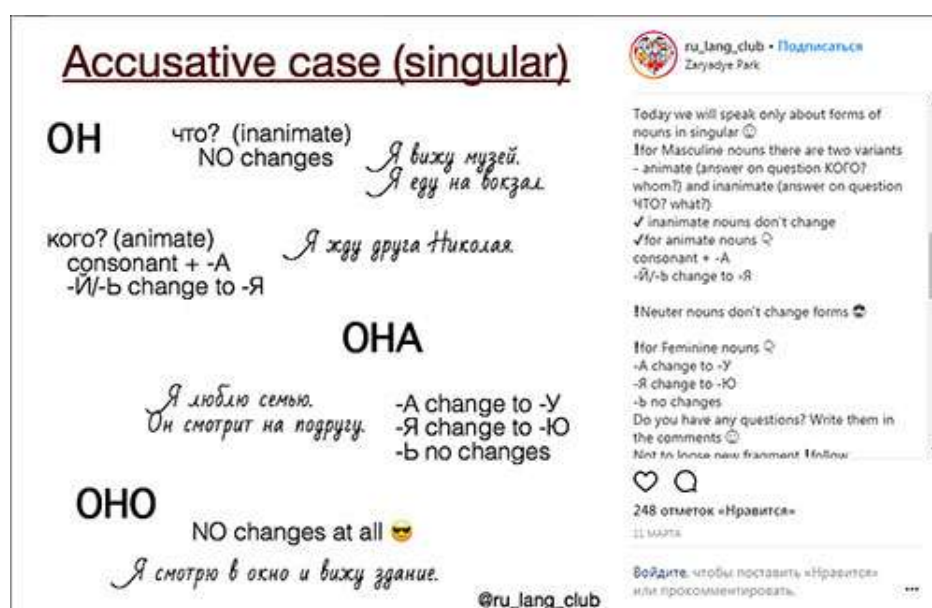 Accusative case (singular)
ОН
что? (inanimate)
NO changes
Я вижу музей.
Я еду на вокзал.
кого? (animate)
consonant + -А
-Й/-Ь change to -Я
Я жду друга Николая.
ОНА
Я люблю семью.
Он смотрит на подругу.
-А change to -У
-Я change to -Ю
-Ь no changes
ОНО
NO changes at all 😎
Я смотрю в окно и вижу здание.
@ru_lang_club
ru_lang_club • Подписаться
Zaryadye Park
Today we will speak only about forms of
nouns in singular ☺
❗for Masculine nouns there are two variants
- animate (answer on question КОГО?
whom?) and inanimate (answer on question
ЧТО? what?)
✓ inanimate nouns don't change
✓for animate nouns 👇
consonant + -А
-Й/-ь change to -Я
❗Neuter nouns don't change forms 😎
❗for Feminine nouns 👇
-А change to -У
-Я change to -Ю
-ь no changes
Do you have any questions? Write them in
the comments ☺
Not to loose new fragment ❗follow
248 отметок «Нравится»
11 МАРТА
Войдите, чтобы поставить «Нравится»
или прокомментировать.